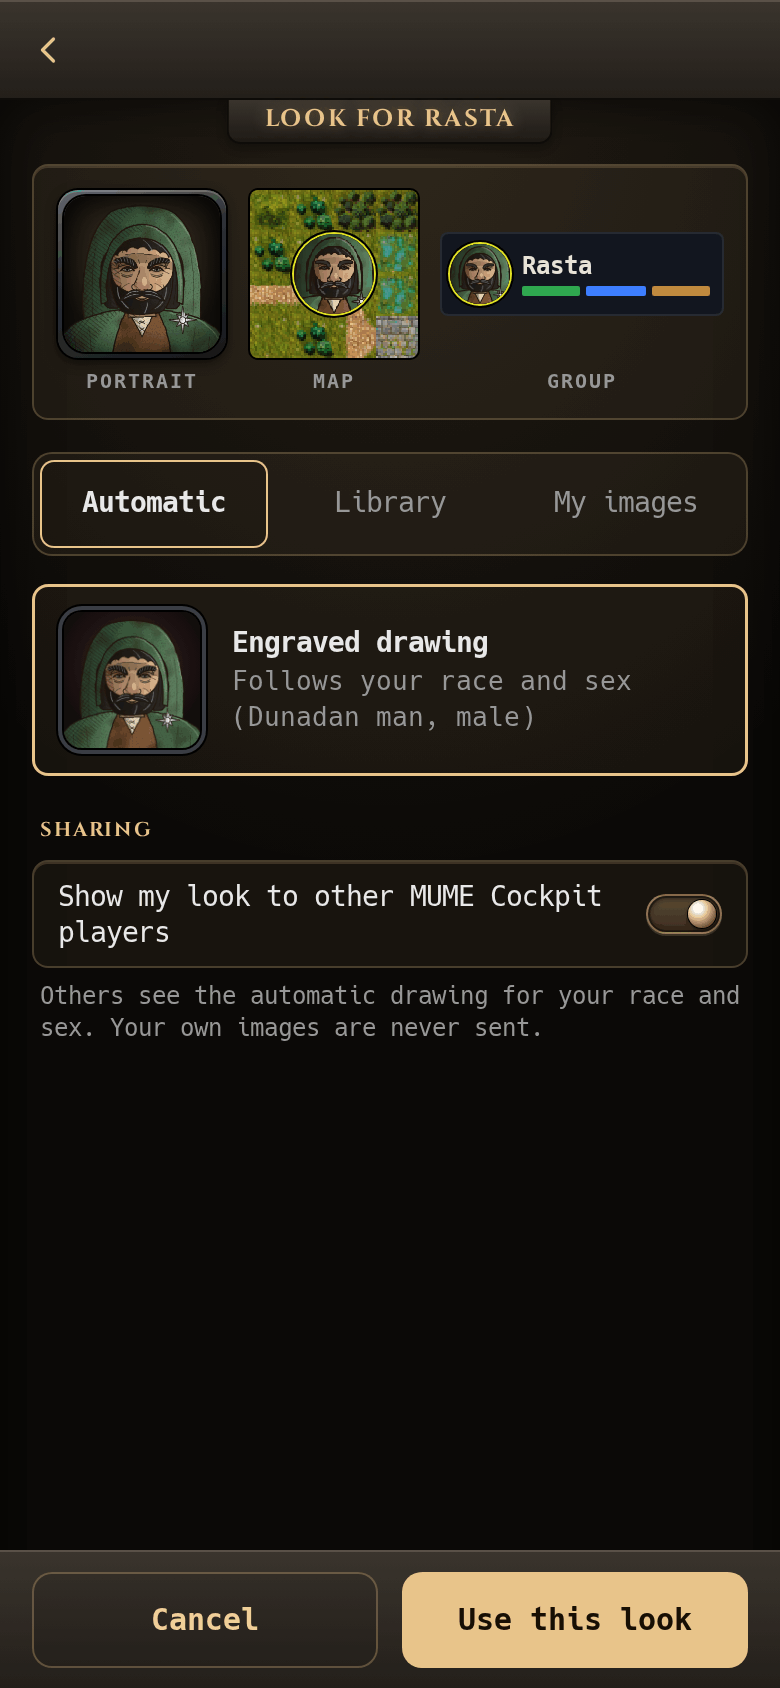 LOOK FOR RASTA
Rasta
PORTRAIT
MAP
GROUP
Automatic
Library
My images
Engraved drawing
Follows your race and sex
(Dunadan man, male)
SHARING
Show my look to other MUME Cockpit
players
Others see the automatic drawing for your race and
sex. Your own images are never sent.
Cancel
Use this look